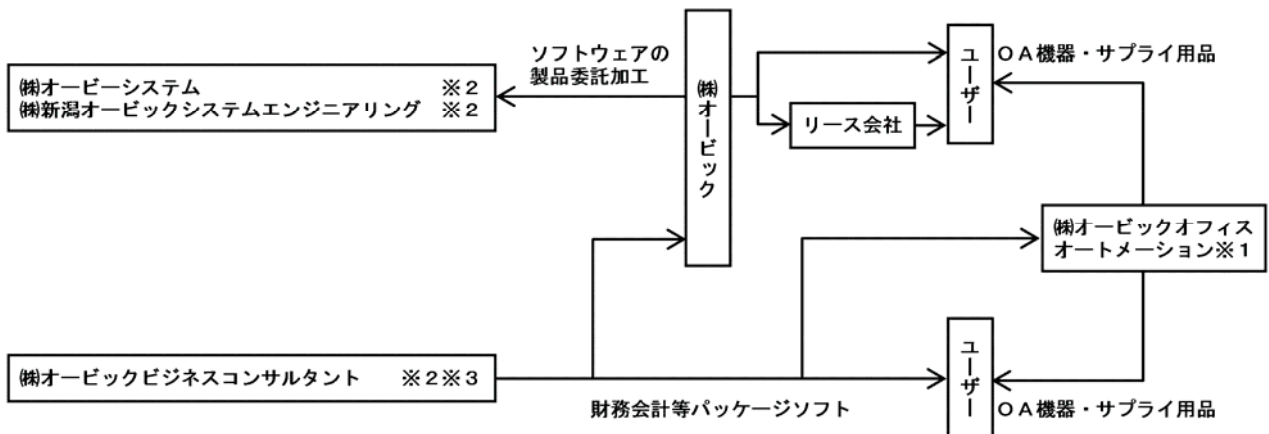 ソフトウェアの
製品委託加工
㈱オービーシステム ※2
㈱新潟オービックシステムエンジニアリング ※2
㈱オービック
リース会社
ユーザー
OA機器・サプライ用品
㈱オービックオフィス
オートメーション※1
㈱オービックビジネスコンサルタント ※2※3
財務会計等パッケージソフト
ユーザー
OA機器・サプライ用品